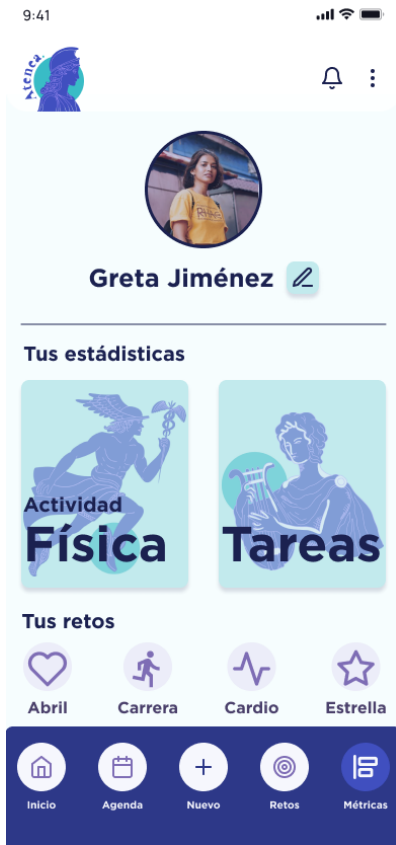 9:41
Atenea.
Greta Jiménez
Tus estádisticas
Actividad
Física
Tareas
Tus retos
Abril Carrera Cardio Estrella
Inicio Agenda Nuevo Retos Métricas